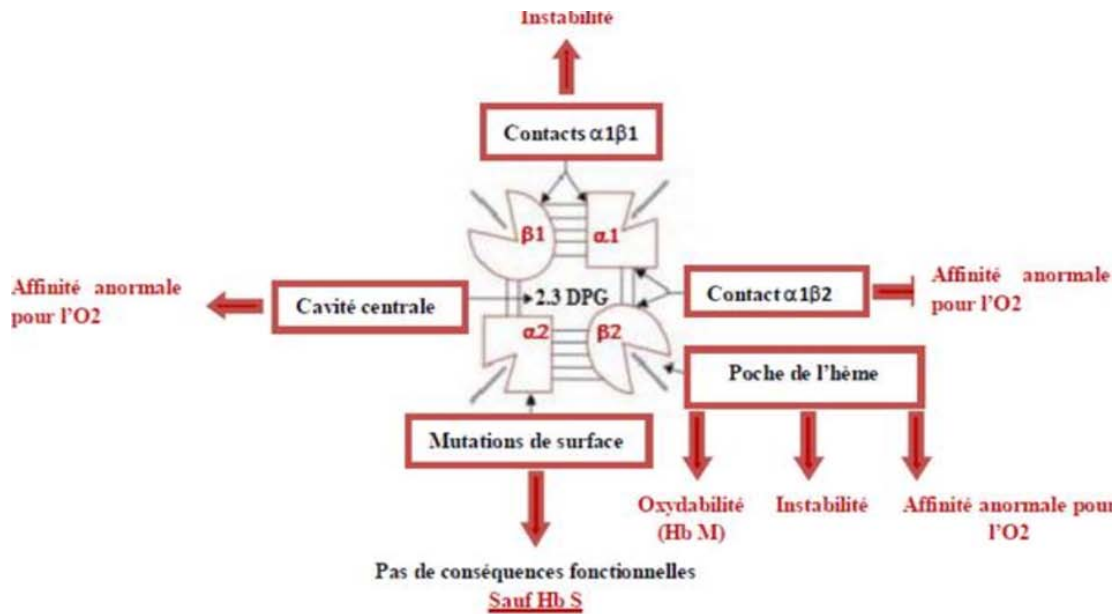 Instabilité
Contacts α1β1
β1
α1
Affinité anormale
pour l'O2
Cavité centrale
2.3 DPG
Contact α1β2
Affinité anormale
pour l'O2
α2
β2
Poche de l'hème
Mutations de surface
Oxydabilité
(Hb M)
Instabilité
Affinité anormale pour
l'O2
Pas de conséquences fonctionnelles
Sauf Hb S